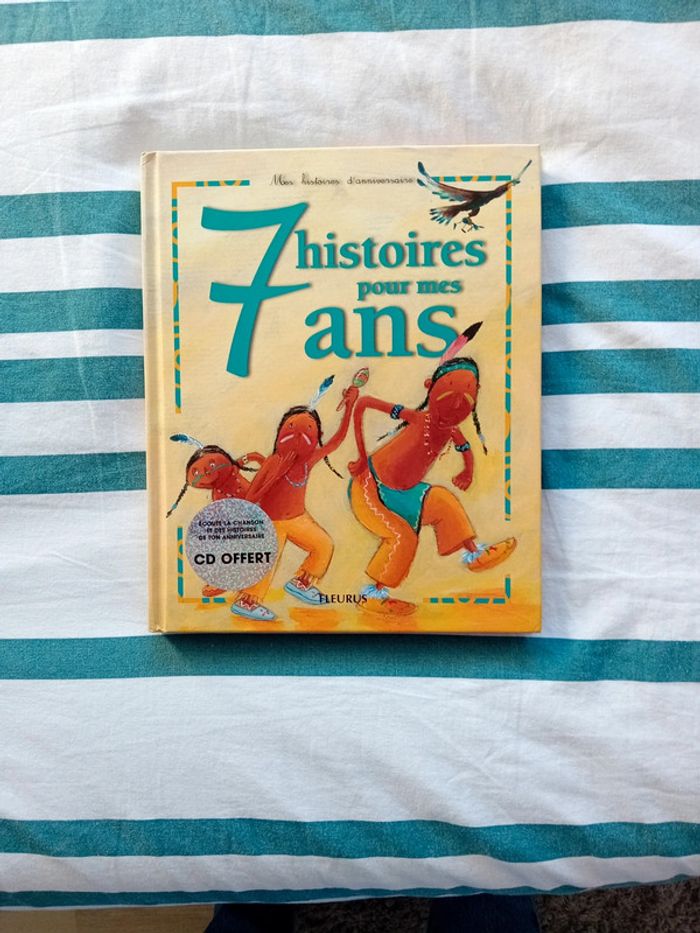 Mes histoires d'anniversaire
7 histoires
pour mes
ans
ÉCOUTE LA CHANSON
ET DES HISTOIRES
DE TON ANNIVERSAIRE
CD OFFERT
FLEURUS